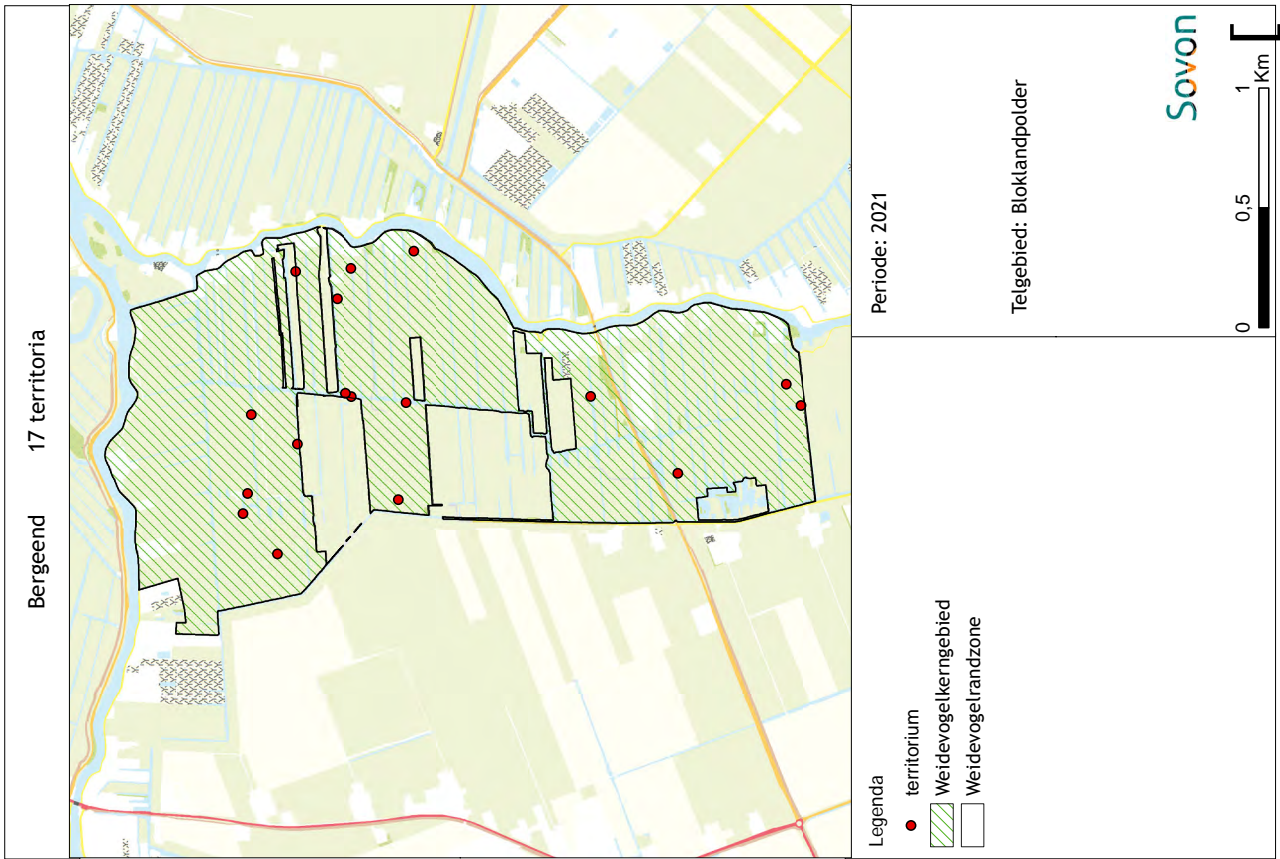 Bergeend 17 territoria
Legenda
territorium
Weidevogelkerngebied
Weidevogelrandzone
Periode: 2021
Telgebied: Bloklandpolder
0 0,5 1
Km
Sovon